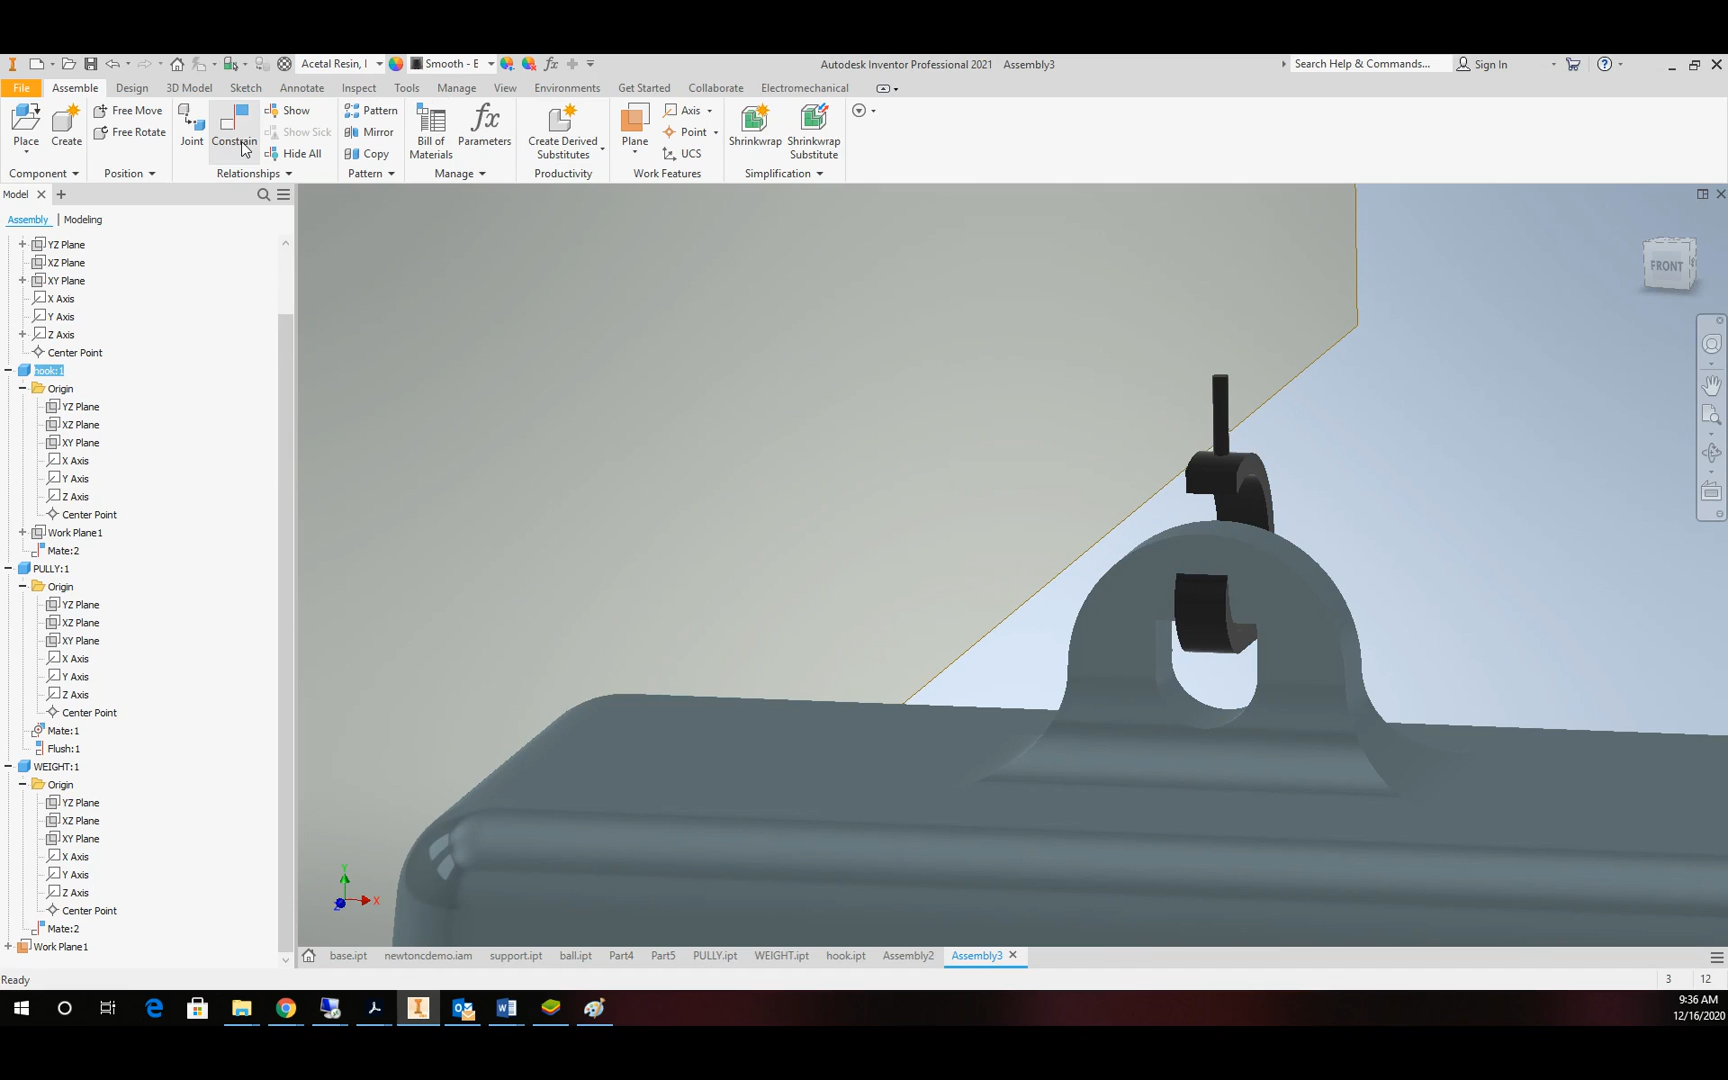 Acetal Resin, I
Smooth - E
Autodesk Inventor Professional 2021 Assembly3
Search Help & Commands...
Sign In
File Assemble Design 3D Model Sketch Annotate Inspect Tools Manage View Environments Get Started Collaborate Electromechanical
Place
Create
Free Move
Free Rotate
Joint
Constrain
Show
Show Sick
Hide All
Pattern
Mirror
Copy
Bill of
Materials
Parameters
Create Derived
Substitutes
Plane
Axis
Point
UCS
Shrinkwrap
Shrinkwrap
Substitute
Component Position Relationships Pattern Manage Productivity Work Features Simplification
Model
Assembly | Modeling
YZ Plane
XZ Plane
XY Plane
X Axis
Y Axis
Z Axis
Center Point
hook:1
Origin
YZ Plane
XZ Plane
XY Plane
X Axis
Y Axis
Z Axis
Center Point
Work Plane1
Mate:2
PULLY:1
Origin
YZ Plane
XZ Plane
XY Plane
X Axis
Y Axis
Z Axis
Center Point
Mate:1
Flush:1
WEIGHT:1
Origin
YZ Plane
XZ Plane
XY Plane
X Axis
Y Axis
Z Axis
Center Point
Mate:2
Work Plane1
FRONT
Y
X
Z
base.ipt newtoncdemo.iam support.ipt ball.ipt Part4 Part5 PULLY.ipt WEIGHT.ipt hook.ipt Assembly2 Assembly3
Ready
3 12
9:36 AM
12/16/2020